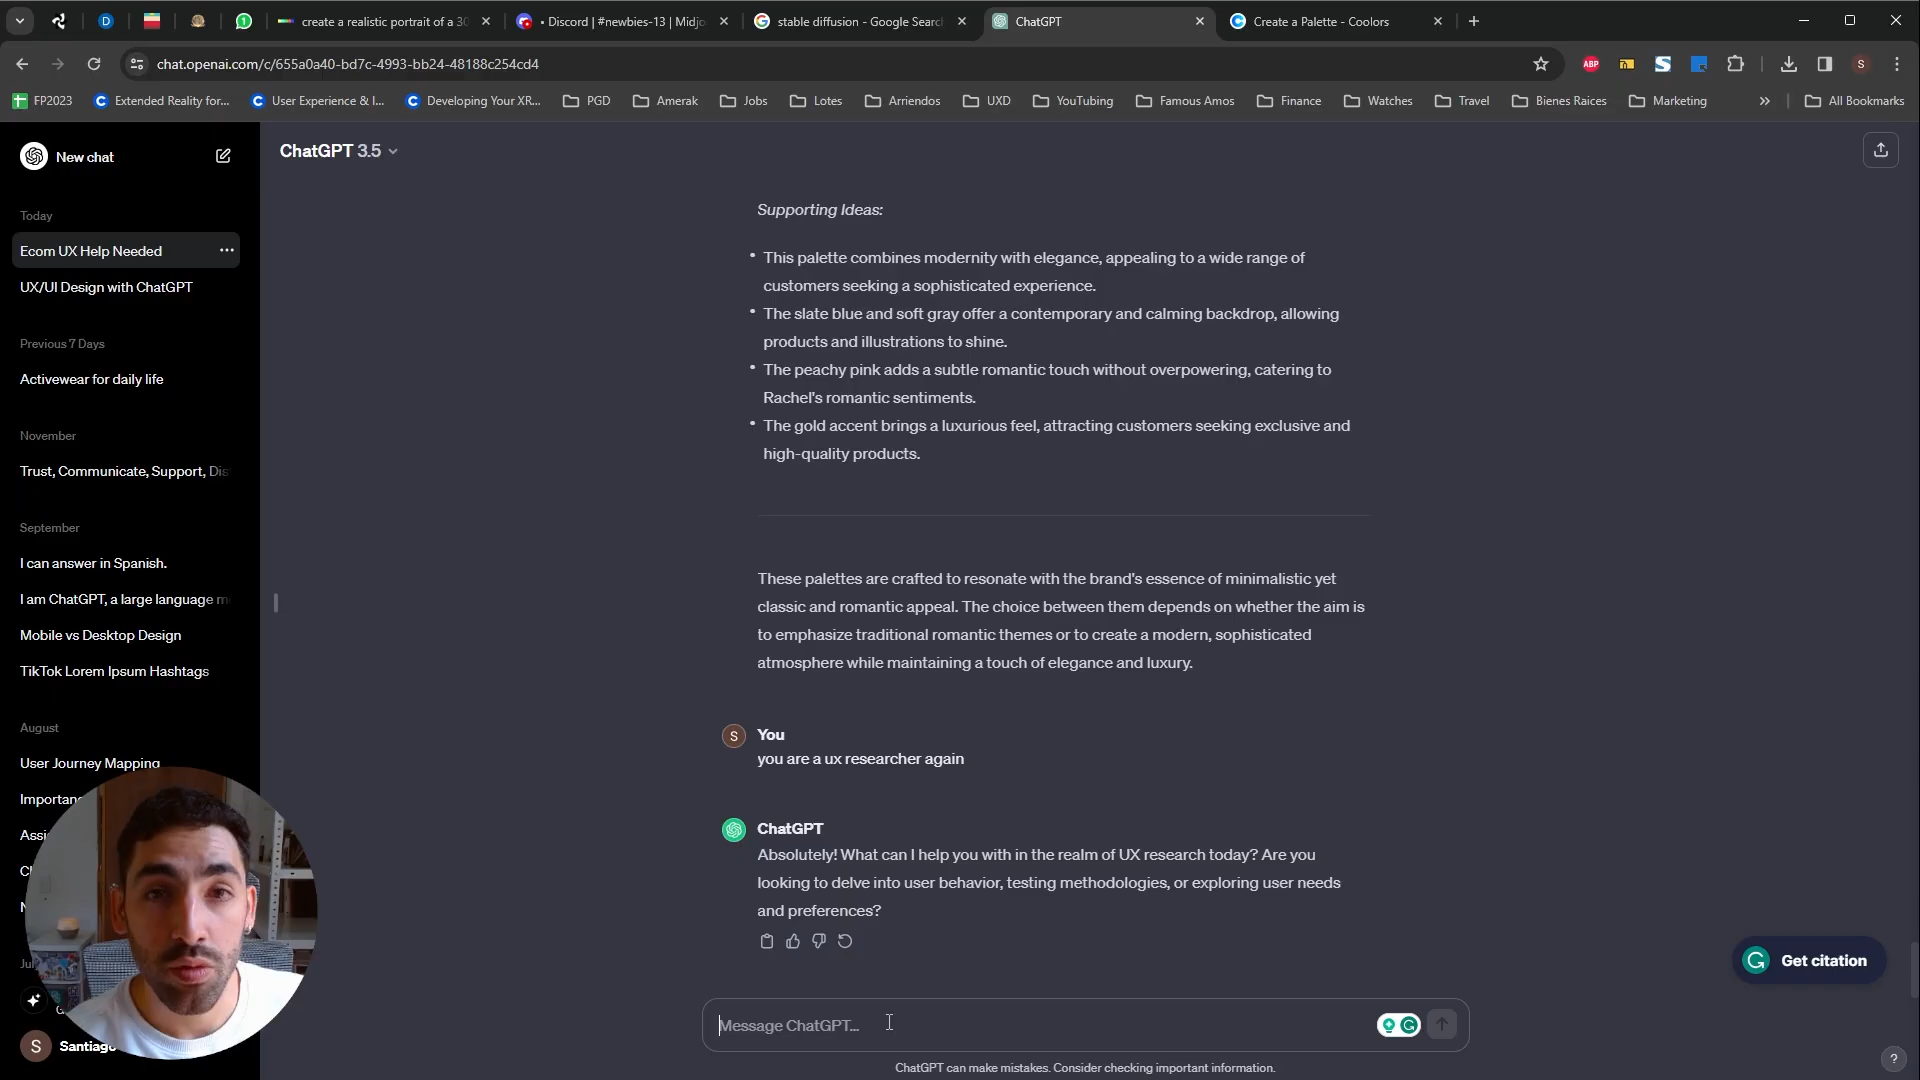 create a realistic portrait of a 30
• Discord | #newbies-13 | Midjo
stable diffusion - Google Search
ChatGPT
Create a Palette - Coolors
chat.openai.com/c/655a0a40-bd7c-4993-bb24-48188c254cd4
ABP
S
FP2023
Extended Reality for...
User Experience & I...
Developing Your XR...
PGD
Amerak
Jobs
Lotes
Arriendos
UXD
YouTubing
Famous Amos
Finance
Watches
Travel
Bienes Raices
Marketing
»
All Bookmarks
New chat
ChatGPT 3.5
Today
Ecom UX Help Needed
UX/UI Design with ChatGPT
Previous 7 Days
Activewear for daily life
November
Trust, Communicate, Support, Dis
September
I can answer in Spanish.
I am ChatGPT, a large language m
Mobile vs Desktop Design
TikTok Lorem Ipsum Hashtags
August
User Journey Mapping
Importan
Assi
Jul
S
Santiago
Supporting Ideas:
• This palette combines modernity with elegance, appealing to a wide range of
customers seeking a sophisticated experience.
• The slate blue and soft gray offer a contemporary and calming backdrop, allowing
products and illustrations to shine.
• The peachy pink adds a subtle romantic touch without overpowering, catering to
Rachel's romantic sentiments.
• The gold accent brings a luxurious feel, attracting customers seeking exclusive and
high-quality products.
These palettes are crafted to resonate with the brand's essence of minimalistic yet
classic and romantic appeal. The choice between them depends on whether the aim is
to emphasize traditional romantic themes or to create a modern, sophisticated
atmosphere while maintaining a touch of elegance and luxury.
S
You
you are a ux researcher again
ChatGPT
Absolutely! What can I help you with in the realm of UX research today? Are you
looking to delve into user behavior, testing methodologies, or exploring user needs
and preferences?
Get citation
Message ChatGPT...
ChatGPT can make mistakes. Consider checking important information.
?